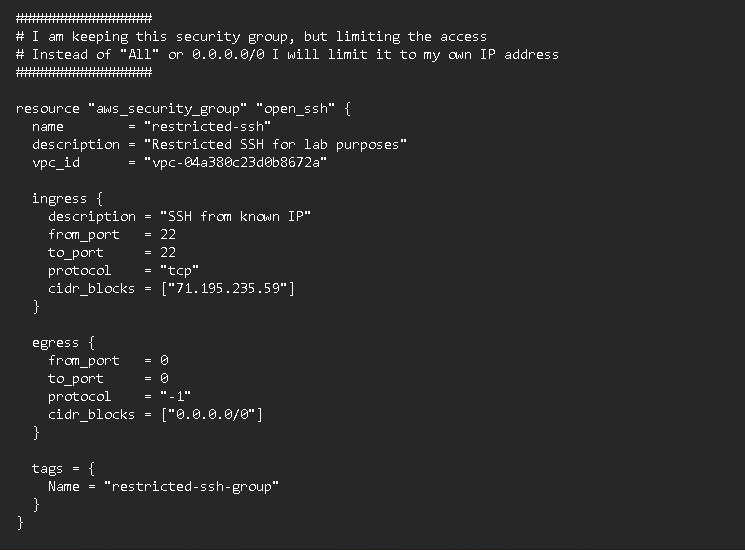 ######################
# I am keeping this security group, but limiting the access
# Instead of "All" or 0.0.0.0/0 I will limit it to my own IP address
######################
resource "aws_security_group" "open_ssh" {
name = "restricted-ssh"
description = "Restricted SSH for lab purposes"
vpc_id = "vpc-04a380c23d0b8672a"
ingress {
description = "SSH from known IP"
from_port = 22
to_port = 22
protocol = "tcp"
cidr_blocks = ["71.195.235.59"]
}
egress {
from_port = 0
to_port = 0
protocol = "-1"
cidr_blocks = ["0.0.0.0/0"]
}
tags = {
Name = "restricted-ssh-group"
}
}